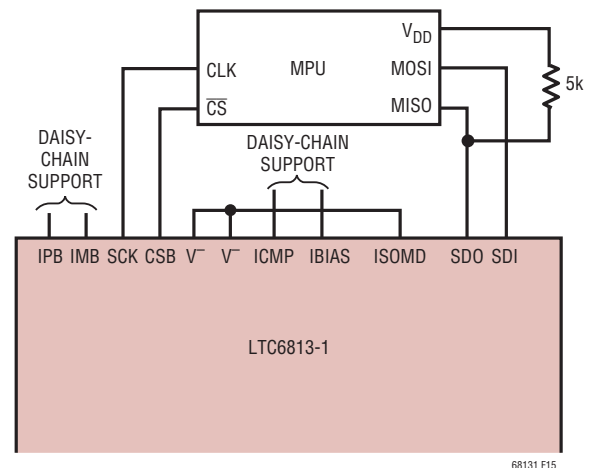 V_DD
CLK MPU MOSI
C̅S̅ MISO
5k
DAISY-
CHAIN
SUPPORT
DAISY-CHAIN
SUPPORT
IPB IMB SCK CSB V⁻ V⁻ ICMP IBIAS ISOMD SDO SDI
LTC6813-1
68131 F15